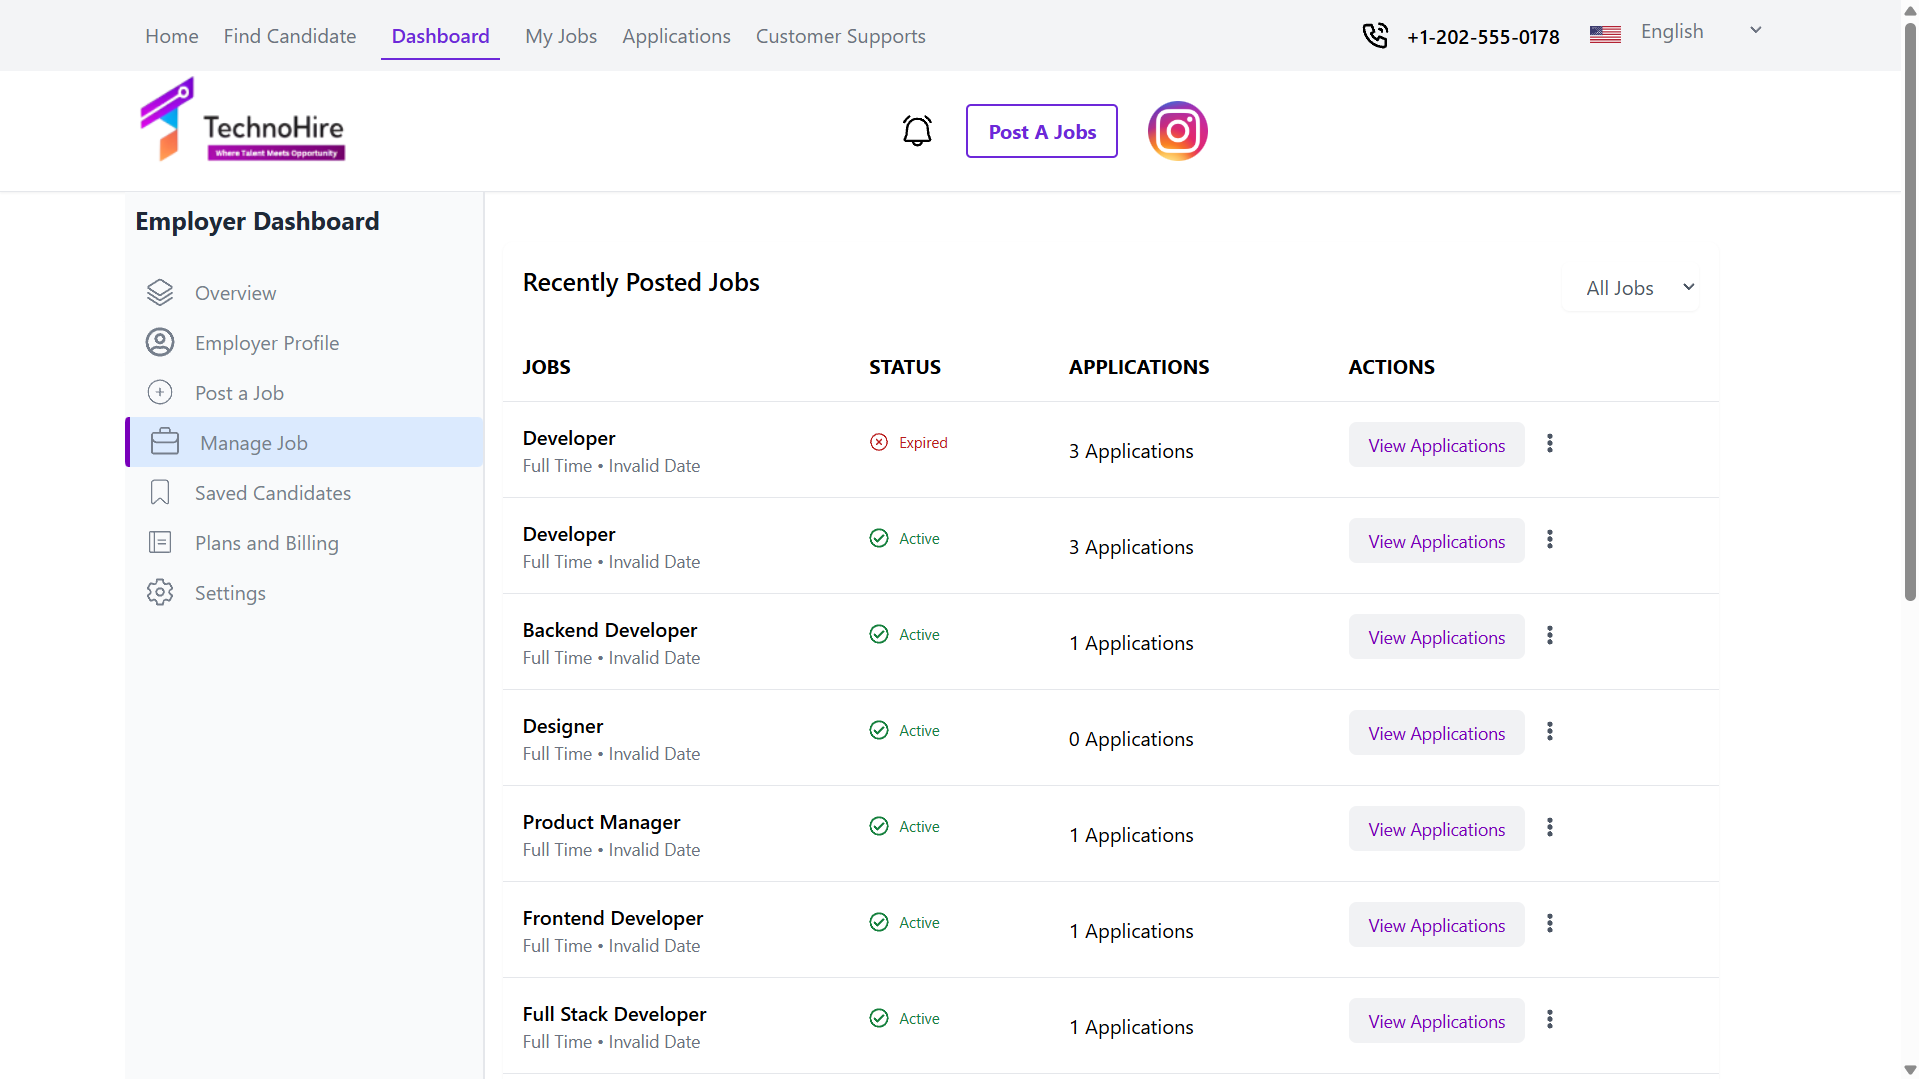 Home Find Candidate Dashboard My Jobs Applications Customer Supports +1-202-555-0178 English
TechnoHire
Where Talent Meets Opportunity
Post A Jobs
Employer Dashboard
Overview
Employer Profile
Post a Job
Manage Job
Saved Candidates
Plans and Billing
Settings
Recently Posted Jobs All Jobs
JOBS STATUS APPLICATIONS ACTIONS
Developer Expired 3 Applications View Applications
Full Time • Invalid Date
Developer Active 3 Applications View Applications
Full Time • Invalid Date
Backend Developer Active 1 Applications View Applications
Full Time • Invalid Date
Designer Active 0 Applications View Applications
Full Time • Invalid Date
Product Manager Active 1 Applications View Applications
Full Time • Invalid Date
Frontend Developer Active 1 Applications View Applications
Full Time • Invalid Date
Full Stack Developer Active 1 Applications View Applications
Full Time • Invalid Date